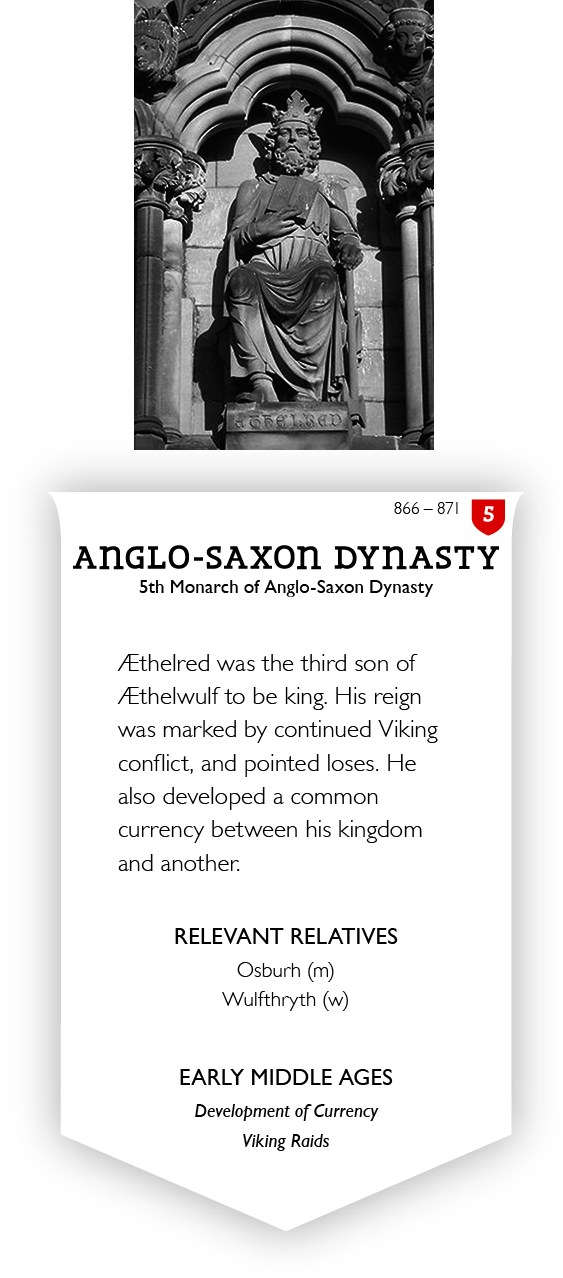 ATHELRED
866 – 871 5
ANGLO-SAXON DYNASTY
5th Monarch of Anglo-Saxon Dynasty
Æthelred was the third son of
Æthelwulf to be king. His reign
was marked by continued Viking
conflict, and pointed loses. He
also developed a common
currency between his kingdom
and another.
RELEVANT RELATIVES
Osburh (m)
Wulfthryth (w)
EARLY MIDDLE AGES
Development of Currency
Viking Raids